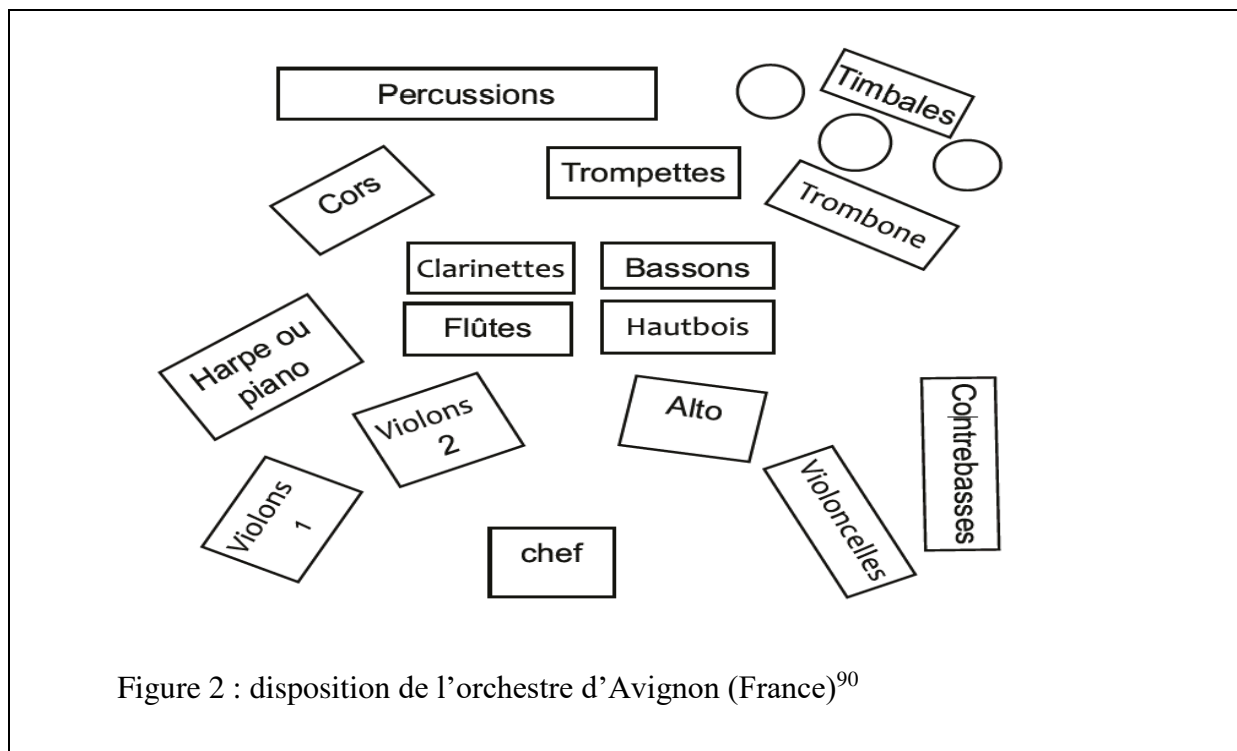 Percussions
Timbales
Cors
Trompettes
Trombone
Clarinettes
Bassons
Flûtes
Hautbois
Harpe ou
piano
Violons
2
Alto
Contrebasses
Violons
1
Violoncelles
chef
Figure 2 : disposition de l’orchestre d’Avignon (France)90